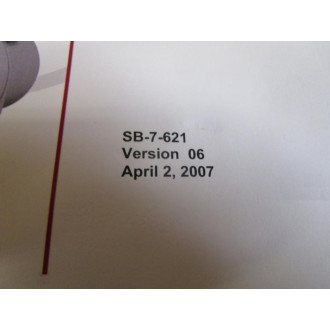 SB-7-621
Version 06
April 2, 2007